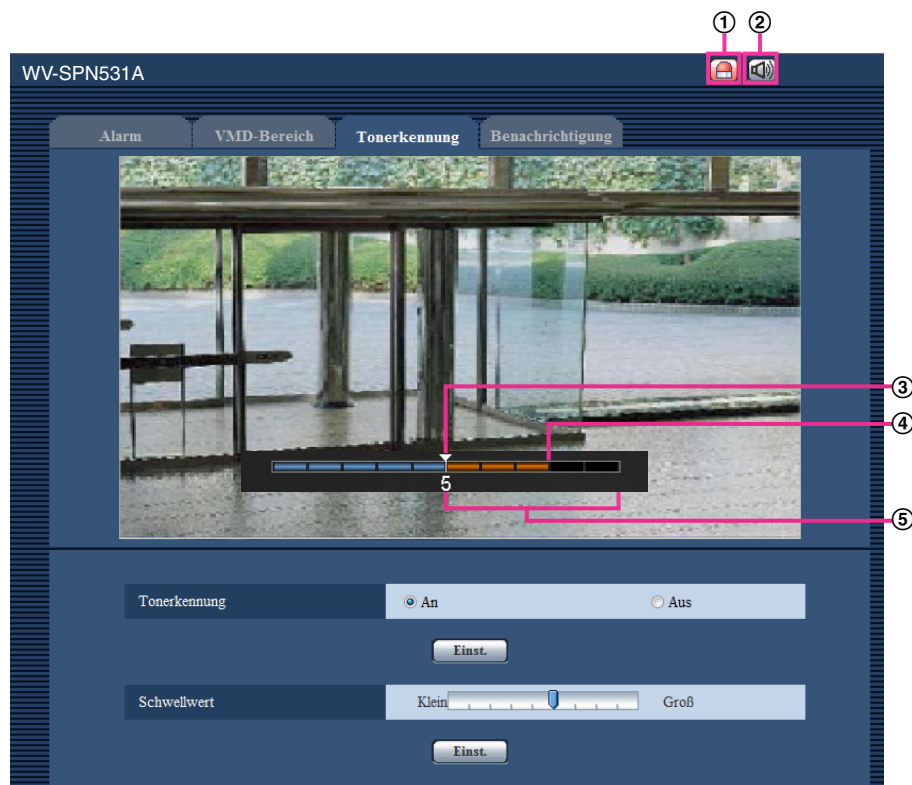 ① ②
WV-SPN531A
Alarm VMD-Bereich Tonerkennung Benachrichtigung
③
④
5
⑤
Tonerkennung An Aus
Einst.
Schwellwert Klein Groß
Einst.